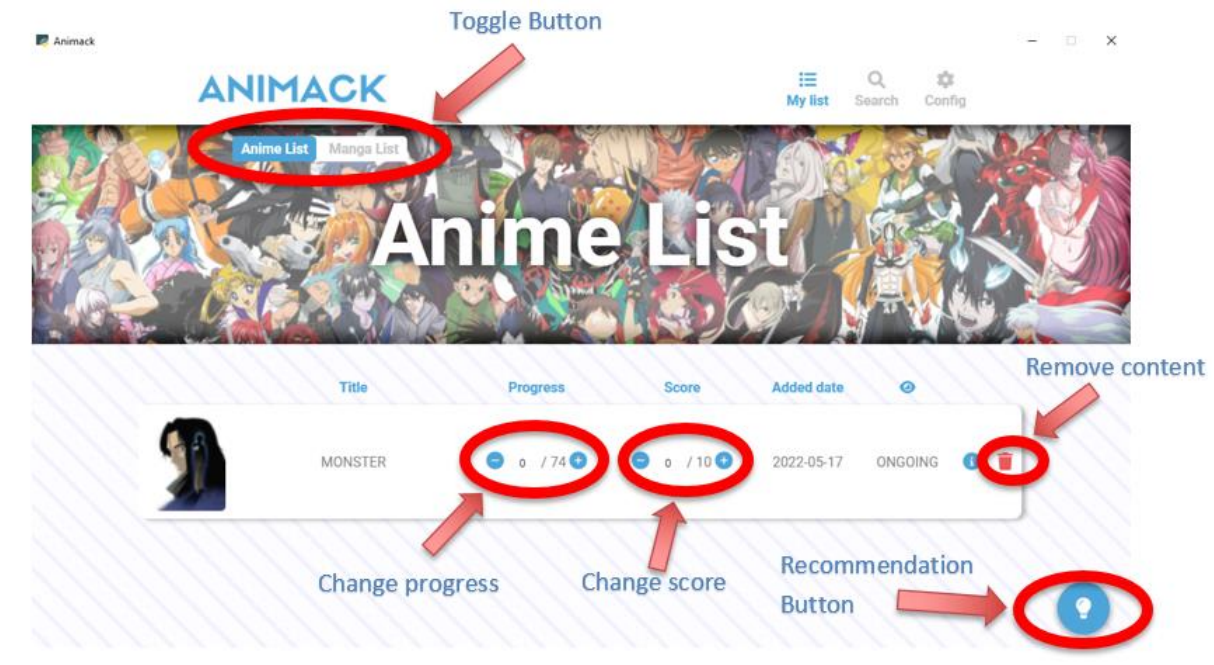 Toggle Button
Animack
ANIMACK
My list Search Config
Anime List Manga List
Anime List
Remove content
Title Progress Score Added date
MONSTER 0 / 74 0 / 10 2022-05-17 ONGOING
Change progress
Change score
Recommendation
Button